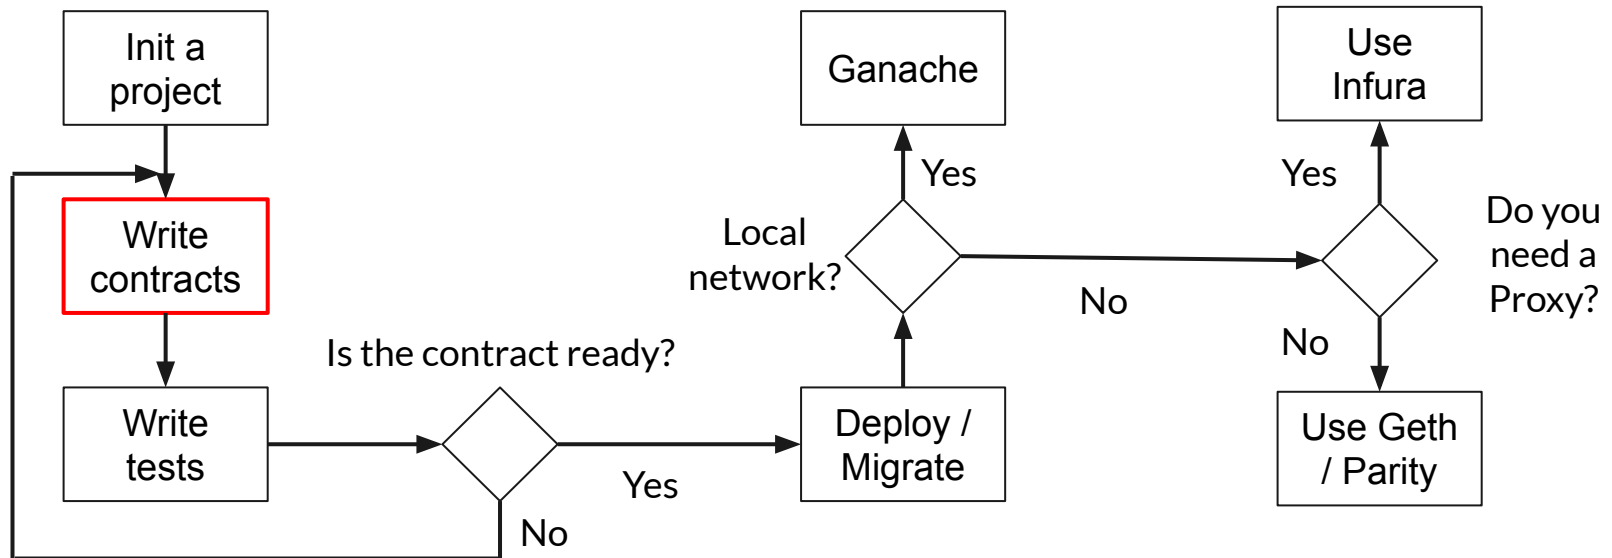 Init a
project
Write
contracts
Write
tests
Is the contract ready?
Yes
No
Deploy /
Migrate
Local
network?
Yes
No
Ganache
Do you
need a
Proxy?
Yes
No
Use
Infura
Use Geth
/ Parity